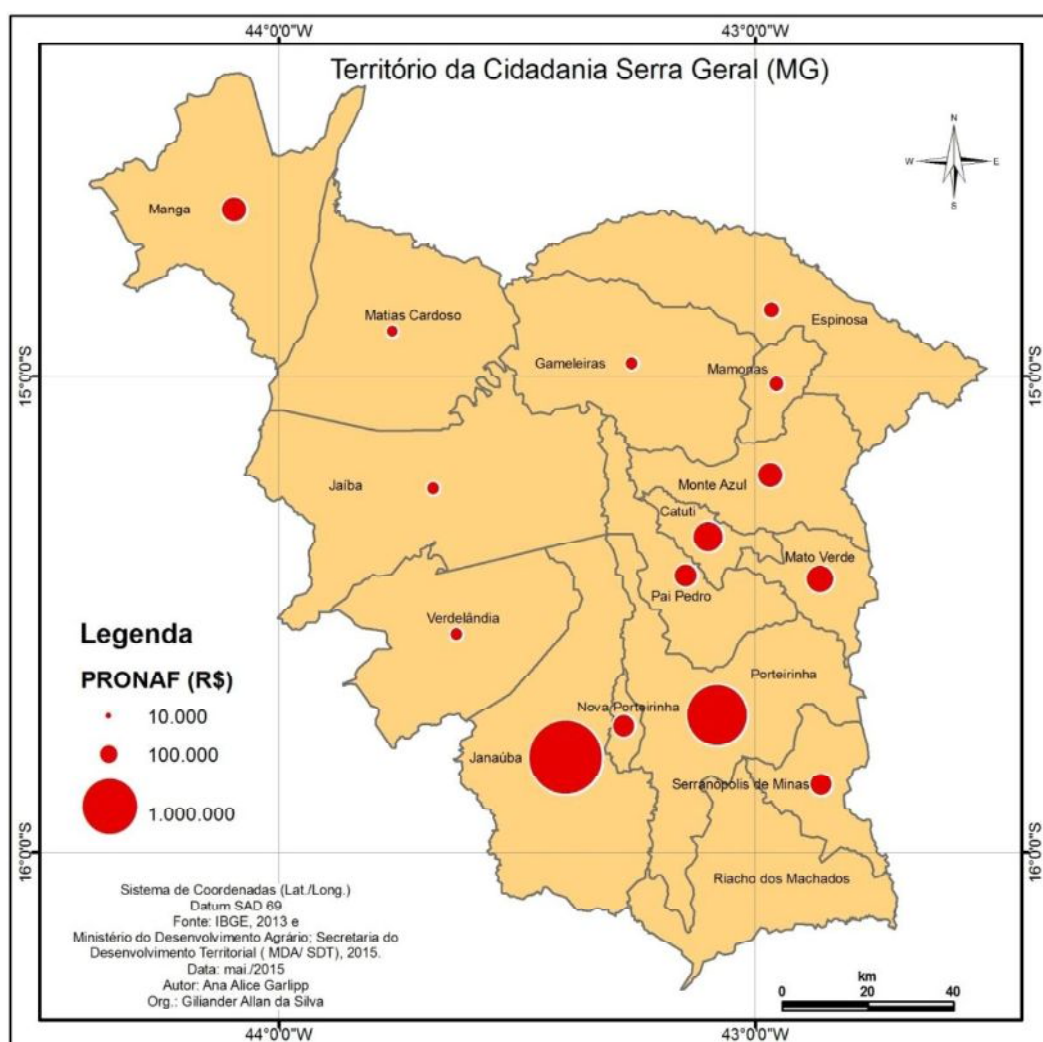 44°0'0"W
43°0'0"W
Território da Cidadania Serra Geral (MG)
N
W
E
S
Manga
Matias Cardoso
Espinosa
Gameleiras
Mamonas
15°0'0"S
15°0'0"S
Jaíba
Monte Azul
Catuti
Mato Verde
Pai Pedro
Verdelândia
Legenda
PRONAF (R$)
10.000
100.000
1.000.000
Porteirinha
Nova Porteirinha
Janaúba
Serranópolis de Minas
16°0'0"S
16°0'0"S
Riacho dos Machados
Sistema de Coordenadas (Lat./Long.)
Datum SAD 69
Fonte: IBGE, 2013 e
Ministério do Desenvolvimento Agrário; Secretaria do
Desenvolvimento Territorial ( MDA/ SDT), 2015.
Data: mai./2015
Autor: Ana Alice Garlipp
Org.: Giliander Allan da Silva
km
0 20 40
44°0'0"W
43°0'0"W